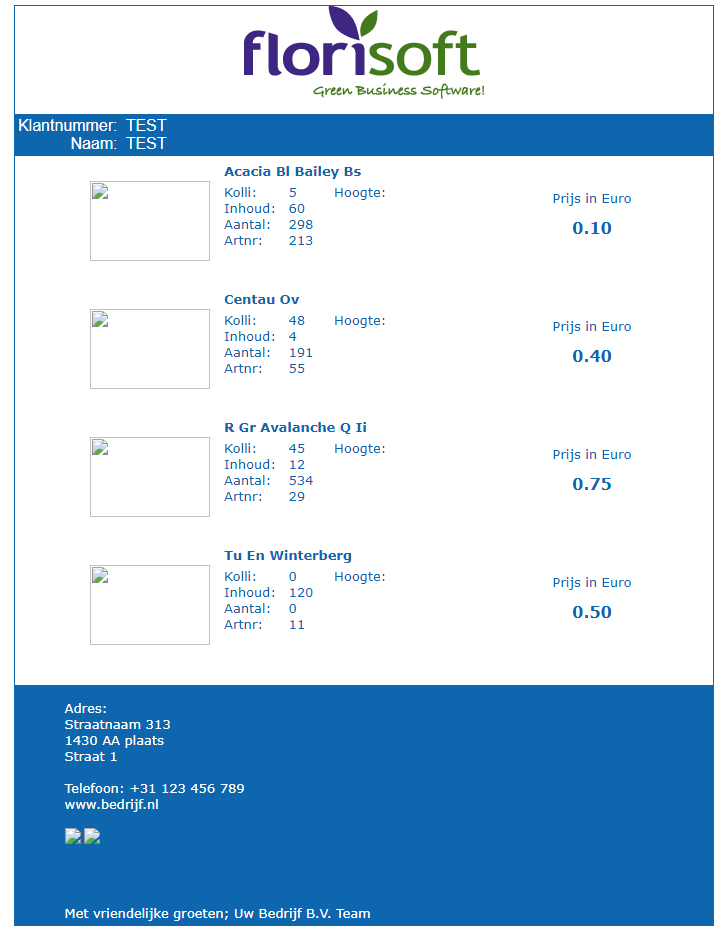 florisoft
Green Business Software!
Klantnummer: TEST
Naam: TEST
Acacia Bl Bailey Bs
Kolli: 5 Hoogte:
Inhoud: 60
Aantal: 298
Artnr: 213
Prijs in Euro
0.10
Centau Ov
Kolli: 48 Hoogte:
Inhoud: 4
Aantal: 191
Artnr: 55
Prijs in Euro
0.40
R Gr Avalanche Q Ii
Kolli: 45 Hoogte:
Inhoud: 12
Aantal: 534
Artnr: 29
Prijs in Euro
0.75
Tu En Winterberg
Kolli: 0 Hoogte:
Inhoud: 120
Aantal: 0
Artnr: 11
Prijs in Euro
0.50
Adres:
Straatnaam 313
1430 AA plaats
Straat 1
Telefoon: +31 123 456 789
www.bedrijf.nl
Met vriendelijke groeten; Uw Bedrijf B.V. Team